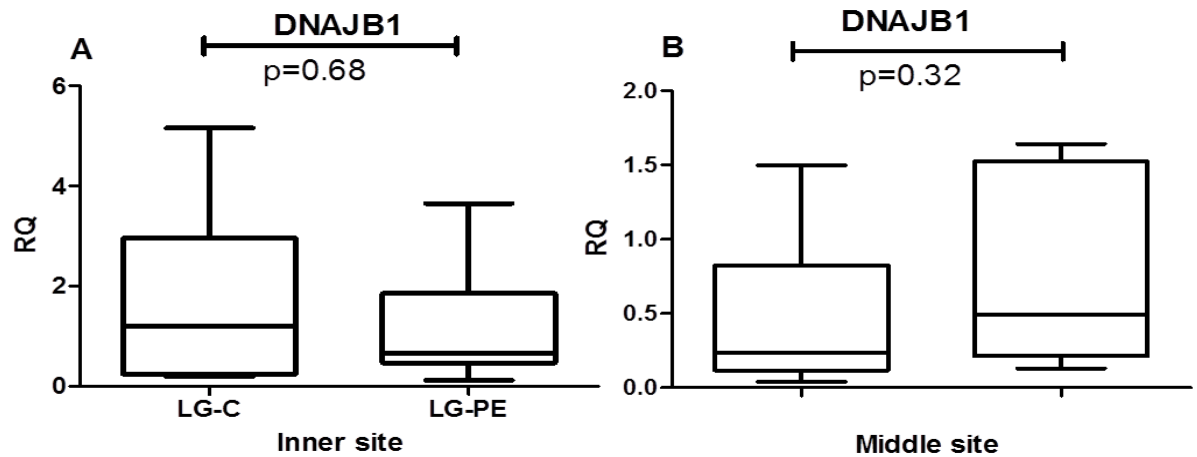 A
DNAJB1
p=0.68
6
4
2
0
RQ
LG-C LG-PE
Inner site
B
DNAJB1
p=0.32
2.0
1.5
1.0
0.5
0.0
RQ
Middle site